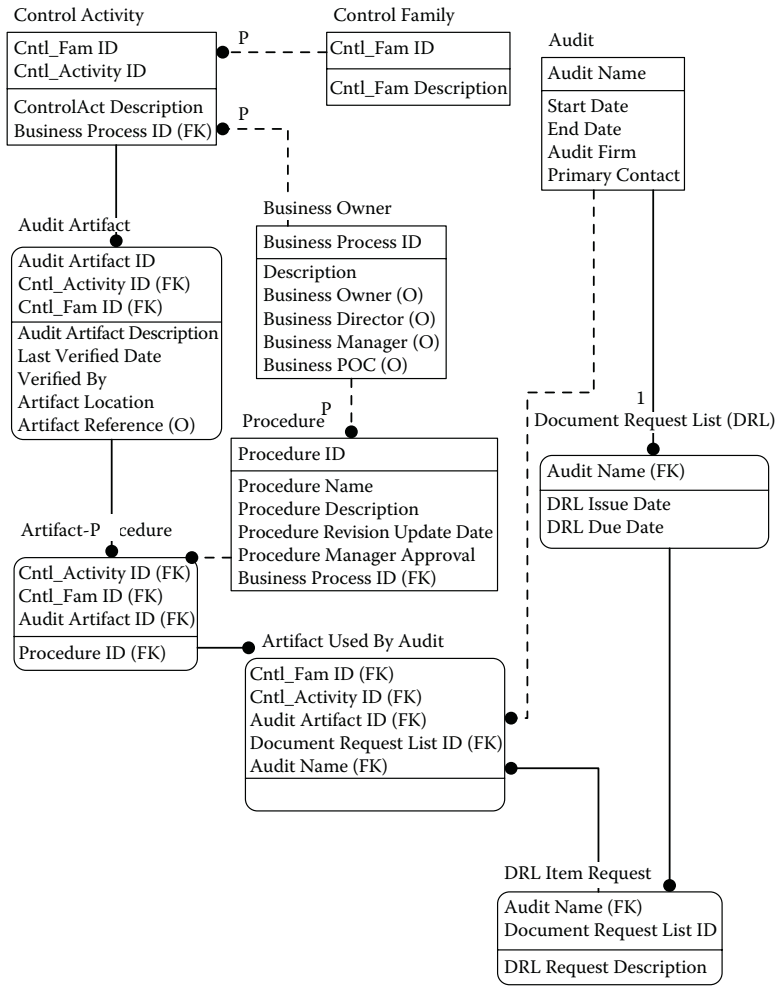 Control Activity
Cntl_Fam ID
Cntl_Activity ID
ControlAct Description
Business Process ID (FK)
P
P
Control Family
Cntl_Fam ID
Cntl_Fam Description
Audit
Audit Name
Start Date
End Date
Audit Firm
Primary Contact
Business Owner
Business Process ID
Description
Business Owner (O)
Business Director (O)
Business Manager (O)
Business POC (O)
Audit Artifact
Audit Artifact ID
Cntl_Activity ID (FK)
Cntl_Fam ID (FK)
Audit Artifact Description
Last Verified Date
Verified By
Artifact Location
Artifact Reference (O)
P
Procedure
Procedure ID
Procedure Name
Procedure Description
Procedure Revision Update Date
Procedure Manager Approval
Business Process ID (FK)
1
Document Request List (DRL)
Audit Name (FK)
DRL Issue Date
DRL Due Date
Artifact-P cedure
Cntl_Activity ID (FK)
Cntl_Fam ID (FK)
Audit Artifact ID (FK)
Procedure ID (FK)
Artifact Used By Audit
Cntl_Fam ID (FK)
Cntl_Activity ID (FK)
Audit Artifact ID (FK)
Document Request List ID (FK)
Audit Name (FK)
DRL Item Request
Audit Name (FK)
Document Request List ID
DRL Request Description